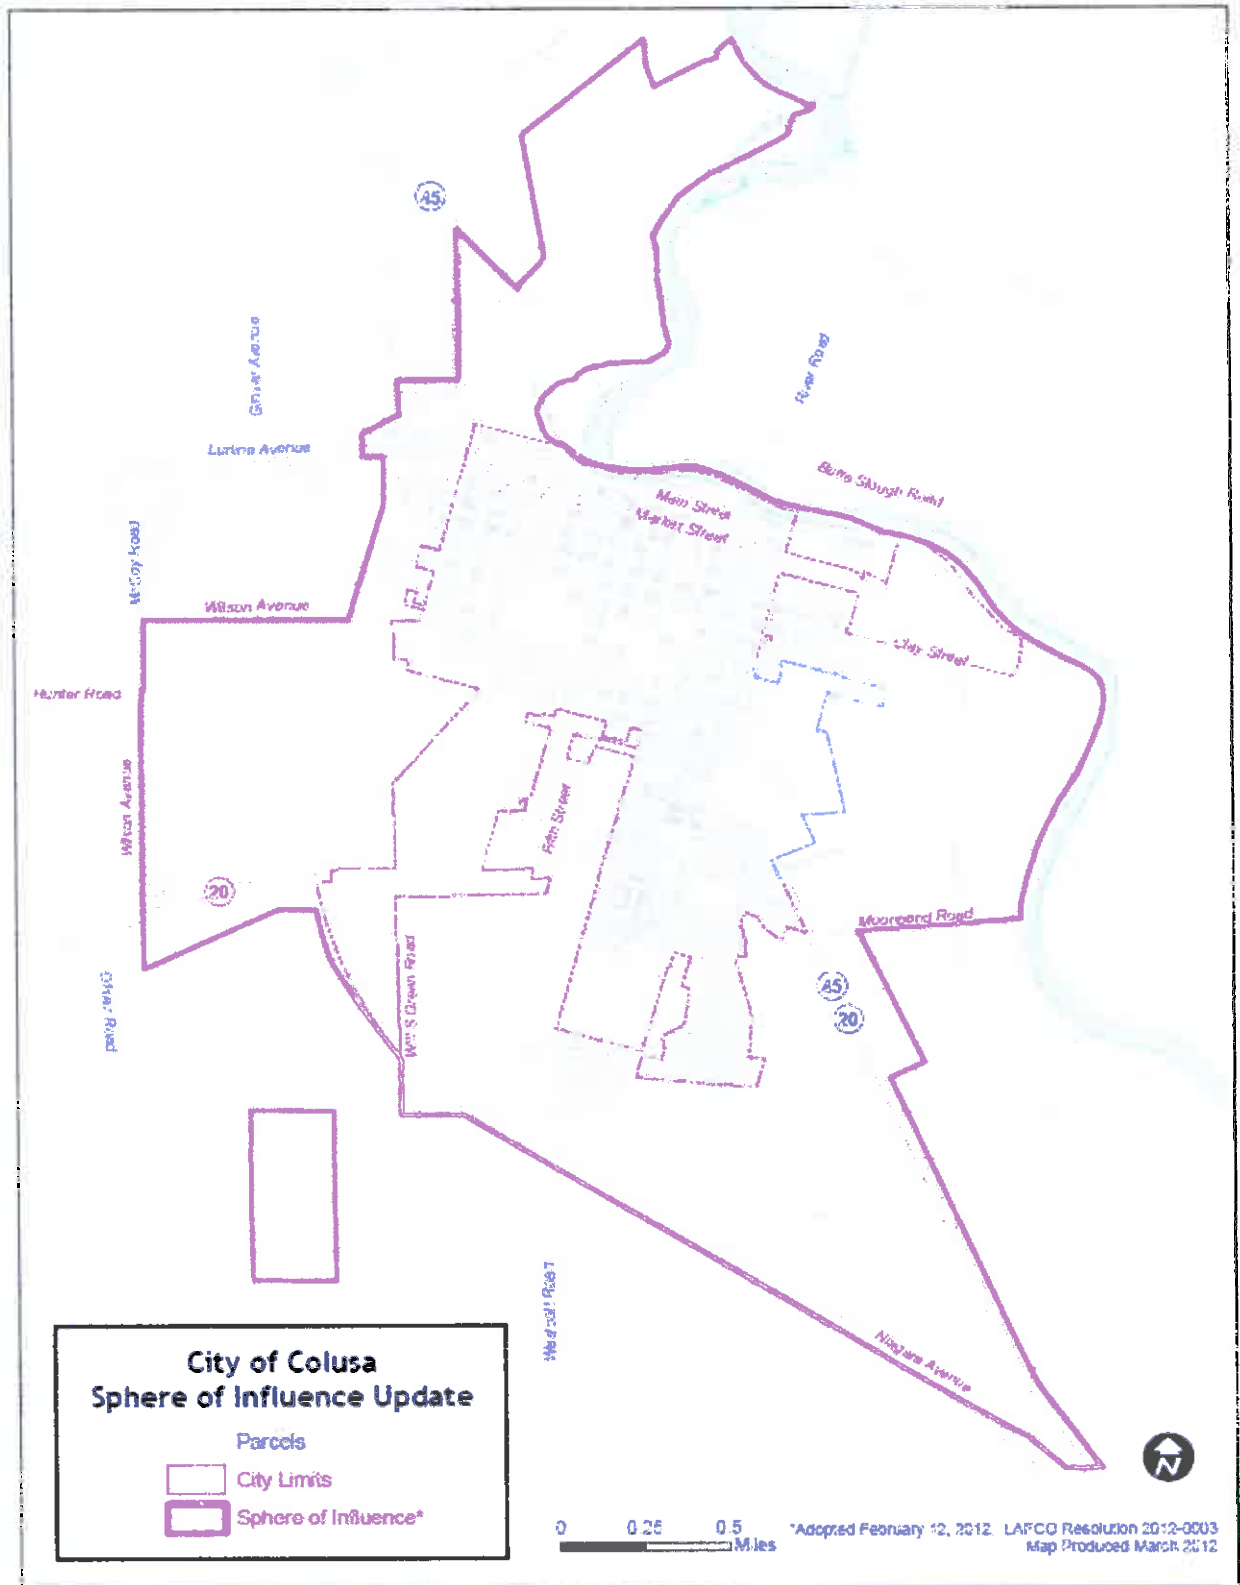 45
Lurline Avenue
River Road
Butte Slough Road
Main Street
Market Street
McCoy Road
Wilson Avenue
Clay Street
Hunter Road
Wilson Avenue
Fifth Street
20
Moonbend Road
Will S Green Road
45
20
Niagara Avenue
City of Colusa
Sphere of Influence Update
Parcels
City Limits
Sphere of Influence*
0 0.25 0.5
Miles
N
*Adopted February 12, 2012 LAFCO Resolution 2012-0003
Map Produced March 2012